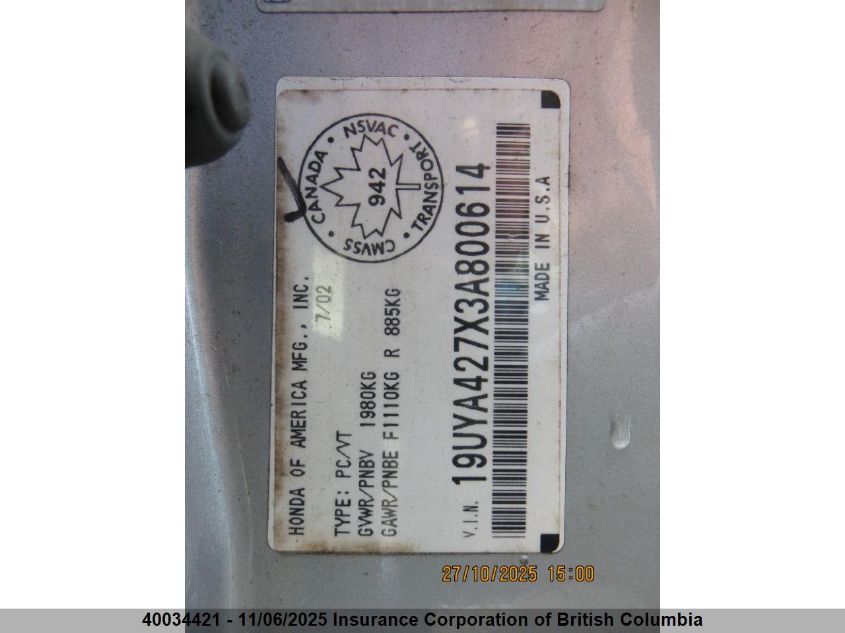 HONDA OF AMERICA MFG., INC.
7/02
TYPE: PC/VT
GVWR/PNBV 1980KG
GAWR/PNBE F1110KG R 885KG
CANADA • NSVAC • TRANSPORT • CMVSS •
942
V.I.N. 19UYA427X3A800614
MADE IN U.S.A
27/10/2025 15:00
40034421 - 11/06/2025 Insurance Corporation of British Columbia